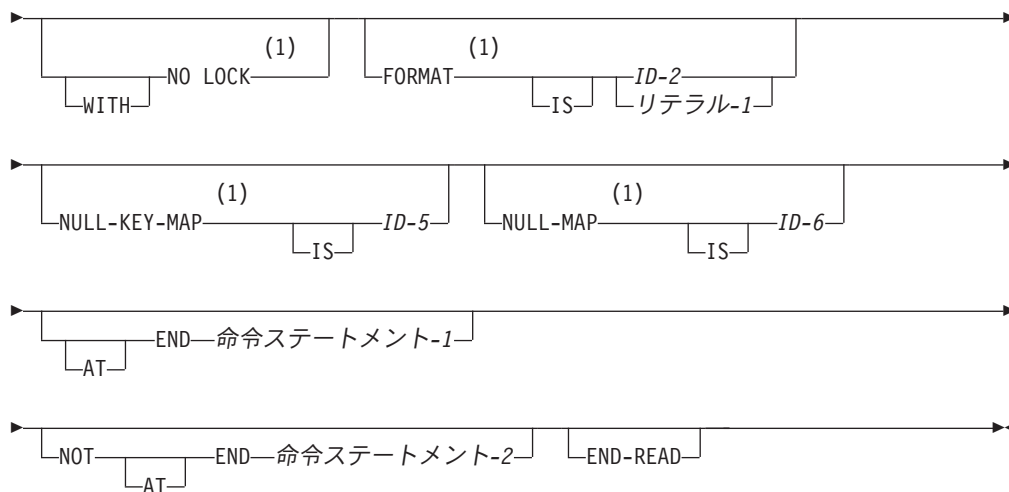 (1) (1)
NO LOCK FORMAT ID-2
WITH IS リテラル-1
(1) (1)
NULL-KEY-MAP ID-5 NULL-MAP ID-6
IS IS
END 命令ステートメント-1
AT
NOT END 命令ステートメント-2 END-READ
AT